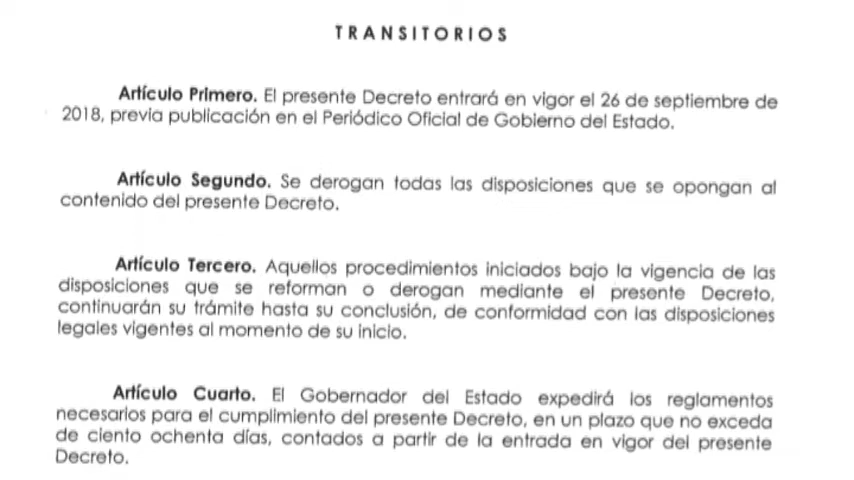 TRANSITORIOS
Artículo Primero. El presente Decreto entrará en vigor el 26 de septiembre de
2018, previa publicación en el Periódico Oficial de Gobierno del Estado.
Artículo Segundo. Se derogan todas las disposiciones que se opongan al
contenido del presente Decreto.
Artículo Tercero. Aquellos procedimientos iniciados bajo la vigencia de las
disposiciones que se reforman o derogan mediante el presente Decreto,
continuarán su trámite hasta su conclusión, de conformidad con las disposiciones
legales vigentes al momento de su inicio.
Artículo Cuarto. El Gobernador del Estado expedirá los reglamentos
necesarios para el cumplimiento del presente Decreto, en un plazo que no exceda
de ciento ochenta días, contados a partir de la entrada en vigor del presente
Decreto.